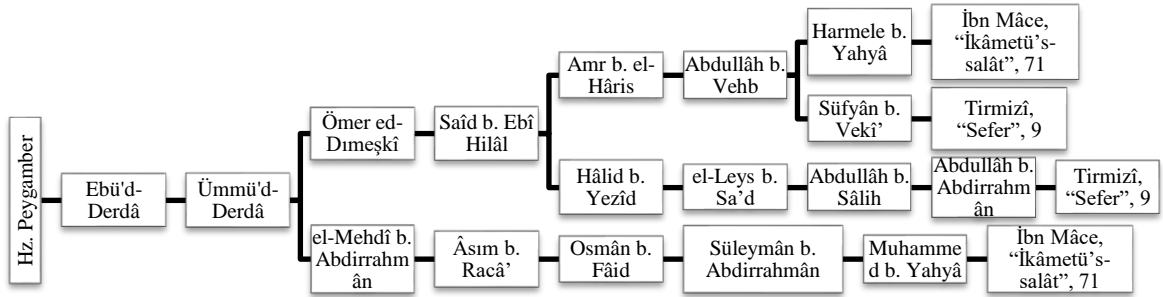 Hz. Peygamber
Ebü'd-
Derdâ
Ümmü'd-
Derdâ
Ömer ed-
Dımeşkî
Saîd b. Ebî
Hilâl
Amr b. el-
Hâris
Abdullâh b.
Vehb
Harmele b.
Yahyâ
İbn Mâce,
“İkâmetü’s-
salât”, 71
Süfyân b.
Vekî’
Tirmizî,
“Sefer”, 9
Hâlid b.
Yezîd
el-Leys b.
Sa’d
Abdullâh b.
Sâlih
Abdullâh b.
Abdirrahm
ân
Tirmizî,
“Sefer”, 9
el-Mehdî b.
Abdirrahm
ân
Âsım b.
Racâ’
Osmân b.
Fâid
Süleymân b.
Abdirrahmân
Muhamme
d b. Yahyâ
İbn Mâce,
“İkâmetü’s-
salât”, 71